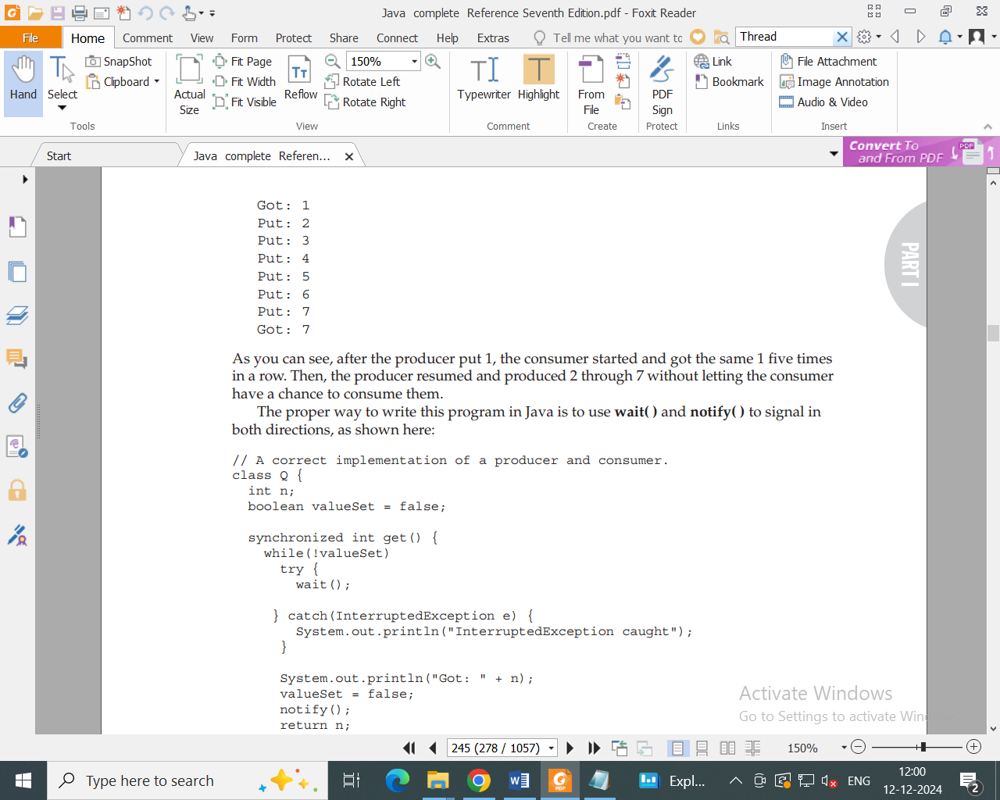 Java complete Reference Seventh Edition.pdf - Foxit Reader
File Home Comment View Form Protect Share Connect Help Extras Tell me what you want to Thread
Hand Select SnapShot Clipboard
Tools
Actual Size Fit Page Fit Width Fit Visible Reflow 150% Rotate Left Rotate Right
View
Typewriter Highlight
Comment
From File
Create
PDF Sign
Protect
Link Bookmark
Links
File Attachment Image Annotation Audio & Video
Insert
Start Java complete Referen...
Convert To
and From PDF
PDF
Got: 1
Put: 2
Put: 3
Put: 4
Put: 5
Put: 6
Put: 7
Got: 7
PART I
As you can see, after the producer put 1, the consumer started and got the same 1 five times
in a row. Then, the producer resumed and produced 2 through 7 without letting the consumer
have a chance to consume them.
The proper way to write this program in Java is to use wait( ) and notify( ) to signal in
both directions, as shown here:
// A correct implementation of a producer and consumer.
class Q {
int n;
boolean valueSet = false;
synchronized int get() {
while(!valueSet)
try {
wait();
} catch(InterruptedException e) {
System.out.println("InterruptedException caught");
}
System.out.println("Got: " + n);
valueSet = false;
notify();
return n;
Activate Windows
Go to Settings to activate Windows
245 (278 / 1057) 150%
Type here to search Expl... ENG 12:00
12-12-2024 2